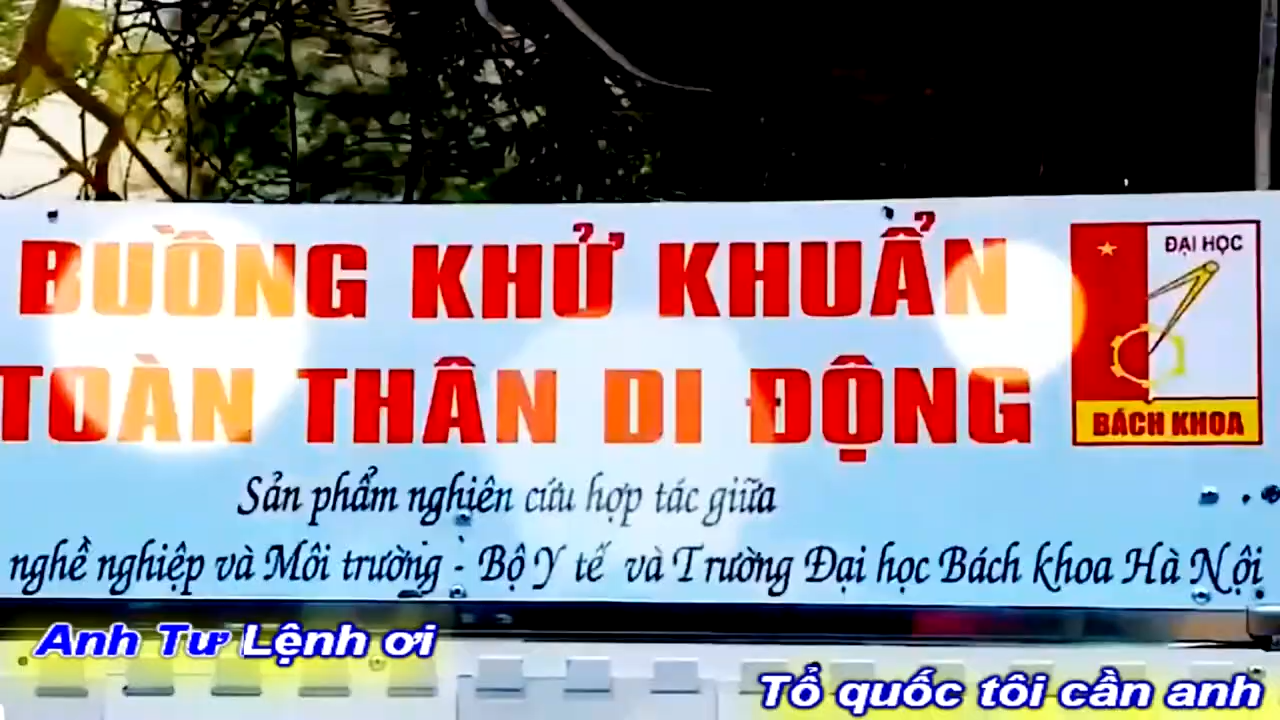 BUỒNG KHỬ KHUẨN
TOÀN THÂN DI ĐỘNG
ĐẠI HỌC
BÁCH KHOA
Sản phẩm nghiên cứu hợp tác giữa
nghề nghiệp và Môi trường - Bộ Y tế và Trường Đại học Bách khoa Hà Nội
Anh Tư Lệnh ơi
Tổ quốc tôi cần anh